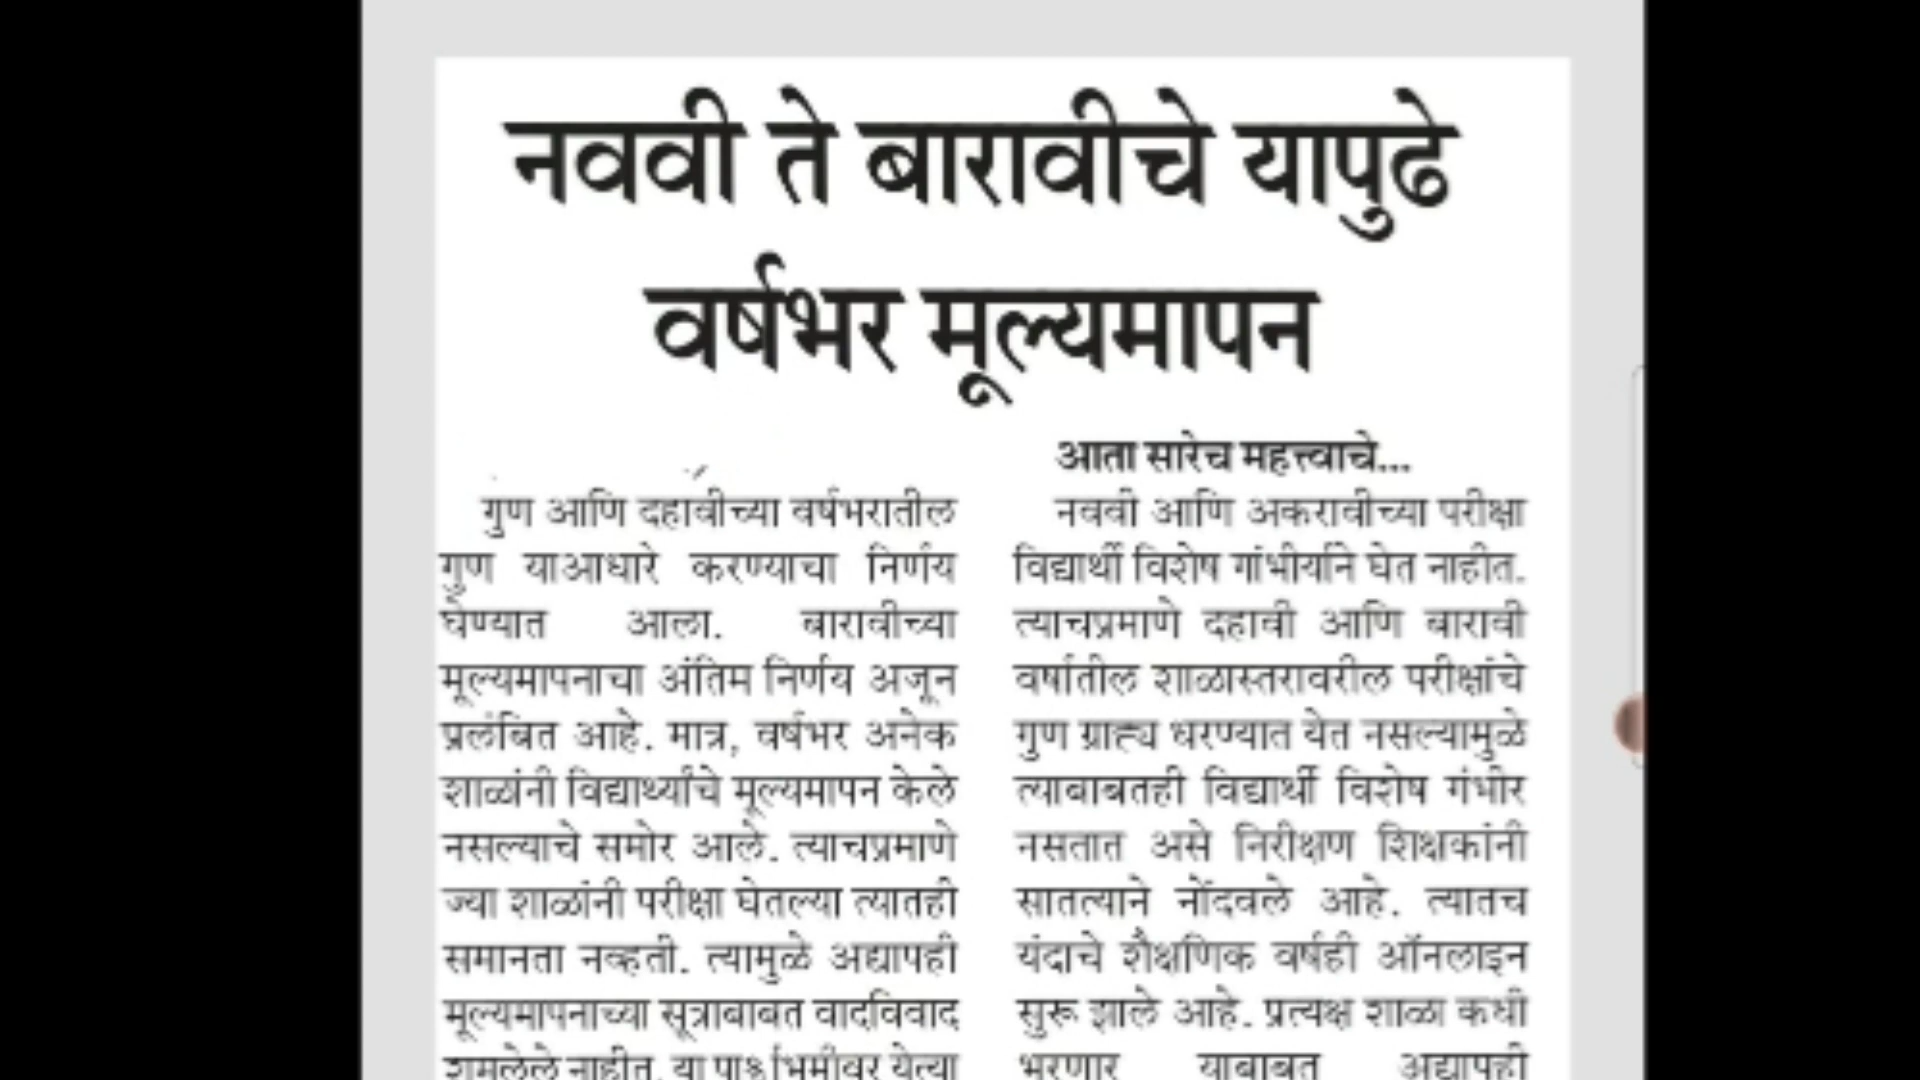 नववी ते बारावीचे यापुढे
वर्षभर मूल्यमापन
गुण आणि दहावीच्या वर्षभरातील
गुण याआधारे करण्याचा निर्णय
घेण्यात आला. बारावीच्या
मूल्यमापनाचा अंतिम निर्णय अजून
प्रलंबित आहे. मात्र, वर्षभर अनेक
शाळांनी विद्यार्थ्यांचे मूल्यमापन केले
नसल्याचे समोर आले. त्याचप्रमाणे
ज्या शाळांनी परीक्षा घेतल्या त्यातही
समानता नव्हती. त्यामुळे अद्यापही
मूल्यमापनाच्या सूत्राबाबत वादविवाद
शमलेले नाहीत. या पार्श्वभूमीवर येत्या
आता सारेच महत्त्वाचे...
नववी आणि अकरावीच्या परीक्षा
विद्यार्थी विशेष गांभीर्याने घेत नाहीत.
त्याचप्रमाणे दहावी आणि बारावी
वर्षातील शाळास्तरावरील परीक्षांचे
गुण ग्राह्य धरण्यात येत नसल्यामुळे
त्याबाबतही विद्यार्थी विशेष गंभीर
नसतात असे निरीक्षण शिक्षकांनी
सातत्याने नोंदवले आहे. त्यातच
यंदाचे शैक्षणिक वर्षही ऑनलाइन
सुरू झाले आहे. प्रत्यक्ष शाळा कधी
भरणार याबाबत अद्यापही